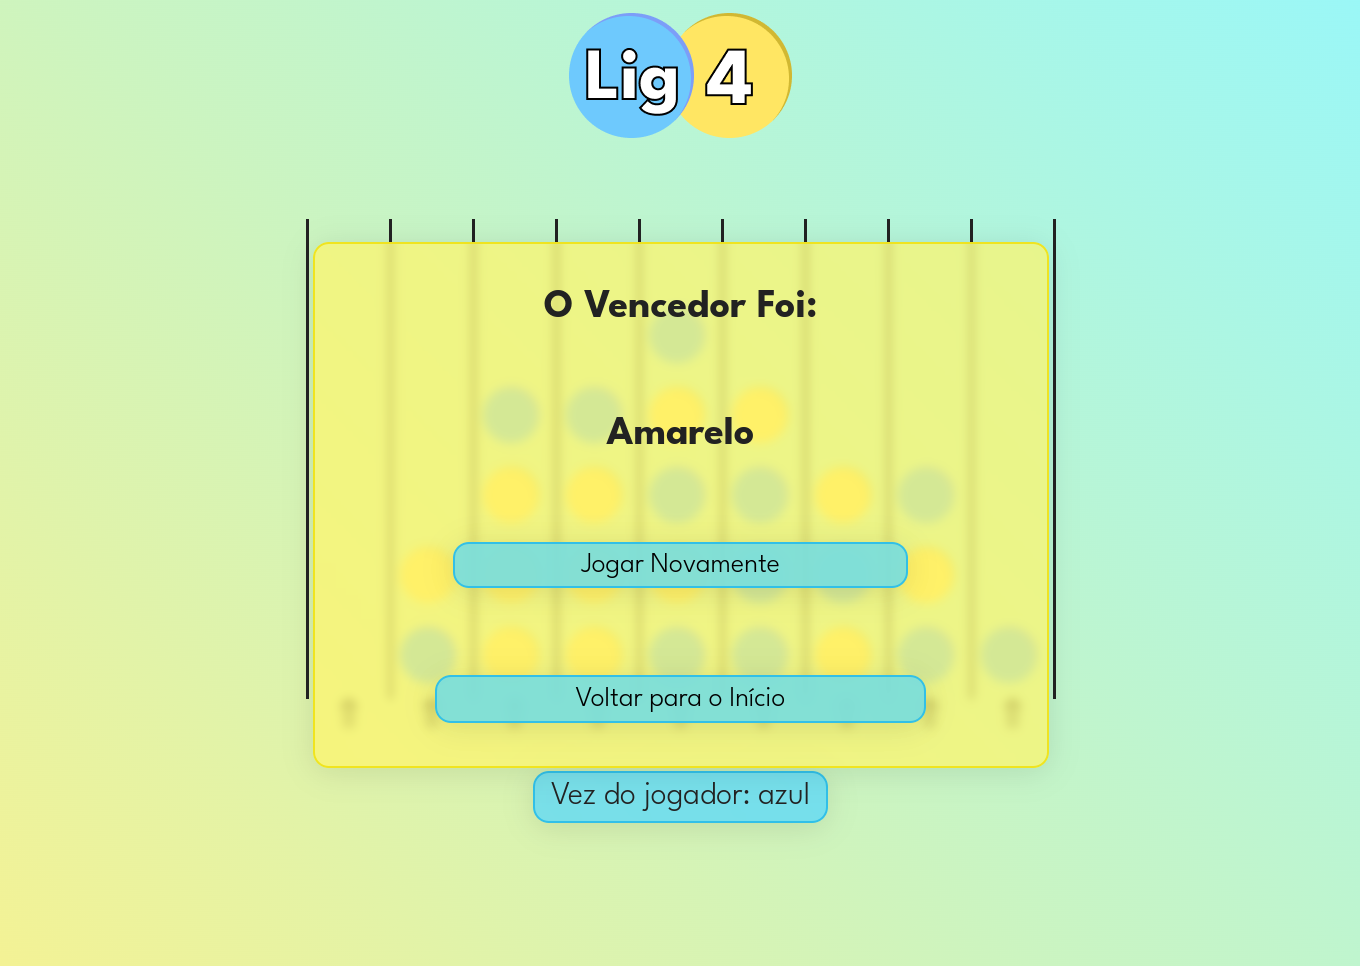 Lig 4
O Vencedor Foi:
Amarelo
Jogar Novamente
Voltar para o Início
Vez do jogador: azul